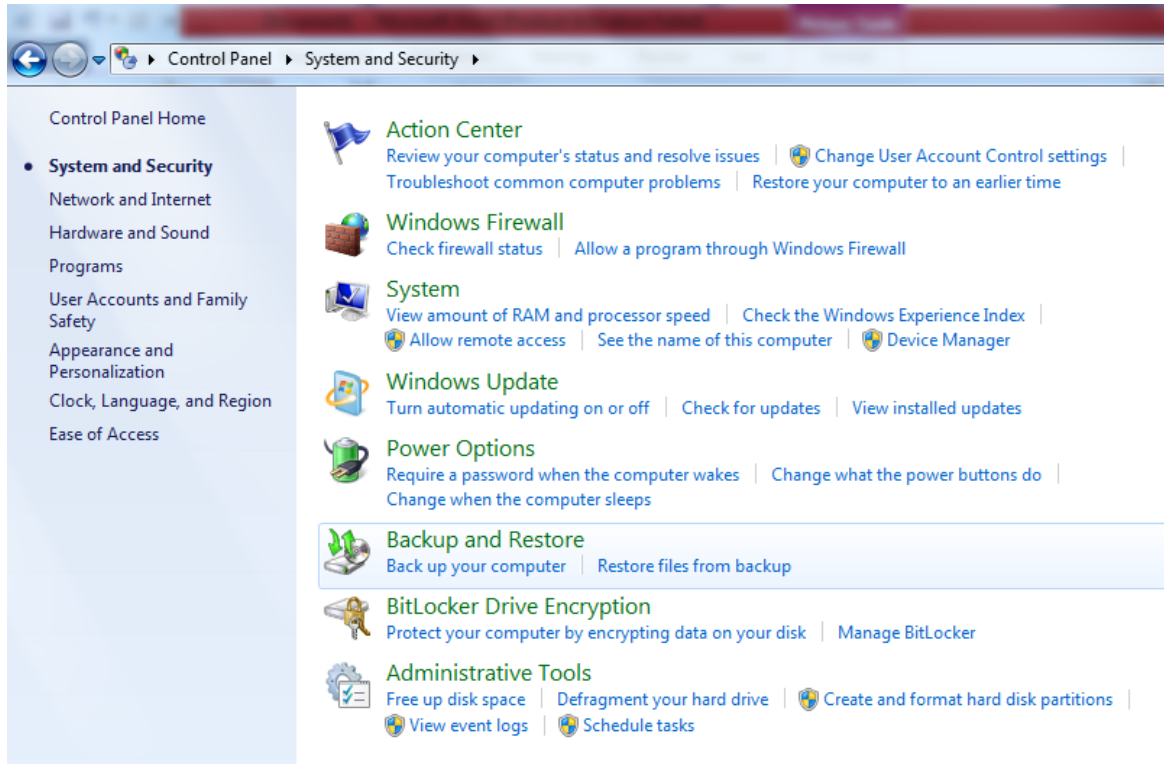 Control Panel System and Security
Control Panel Home
System and Security
Network and Internet
Hardware and Sound
Programs
User Accounts and Family
Safety
Appearance and
Personalization
Clock, Language, and Region
Ease of Access
Action Center
Review your computer's status and resolve issues Change User Account Control settings
Troubleshoot common computer problems Restore your computer to an earlier time
Windows Firewall
Check firewall status Allow a program through Windows Firewall
System
View amount of RAM and processor speed Check the Windows Experience Index
Allow remote access See the name of this computer Device Manager
Windows Update
Turn automatic updating on or off Check for updates View installed updates
Power Options
Require a password when the computer wakes Change what the power buttons do
Change when the computer sleeps
Backup and Restore
Back up your computer Restore files from backup
BitLocker Drive Encryption
Protect your computer by encrypting data on your disk Manage BitLocker
Administrative Tools
Free up disk space Defragment your hard drive Create and format hard disk partitions
View event logs Schedule tasks